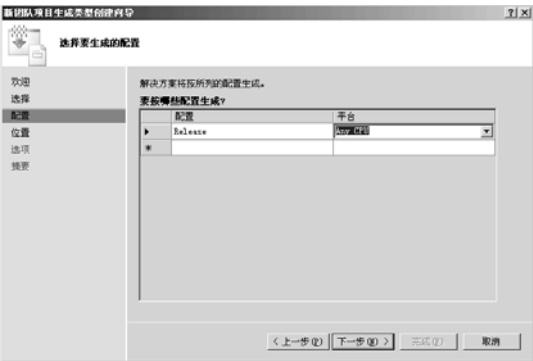 新团队项目生成类型创建向导
选择要生成的配置
欢迎
选择
配置
位置
选项
摘要
解决方案将按所列的配置生成。
要按哪些配置生成?
配置 平台
Release Any CPU
< 上一步(P) 下一步(N) > 完成(F) 取消